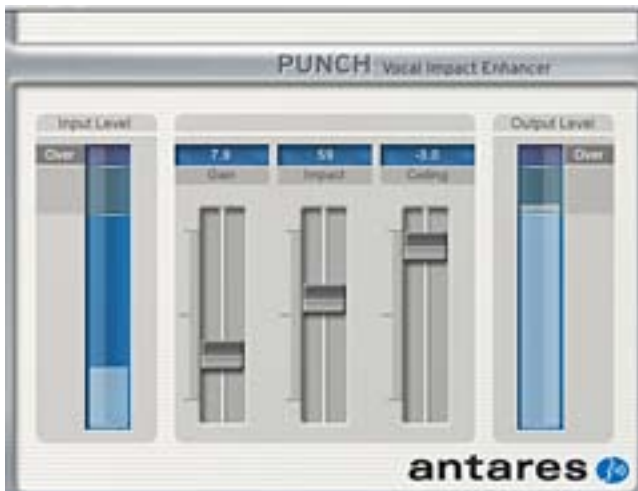 PUNCH Vocal Impact Enhancer
Input Level
Output Level
Over
7.9
59
-3.0
Over
Gain
Impact
Ceiling
antares